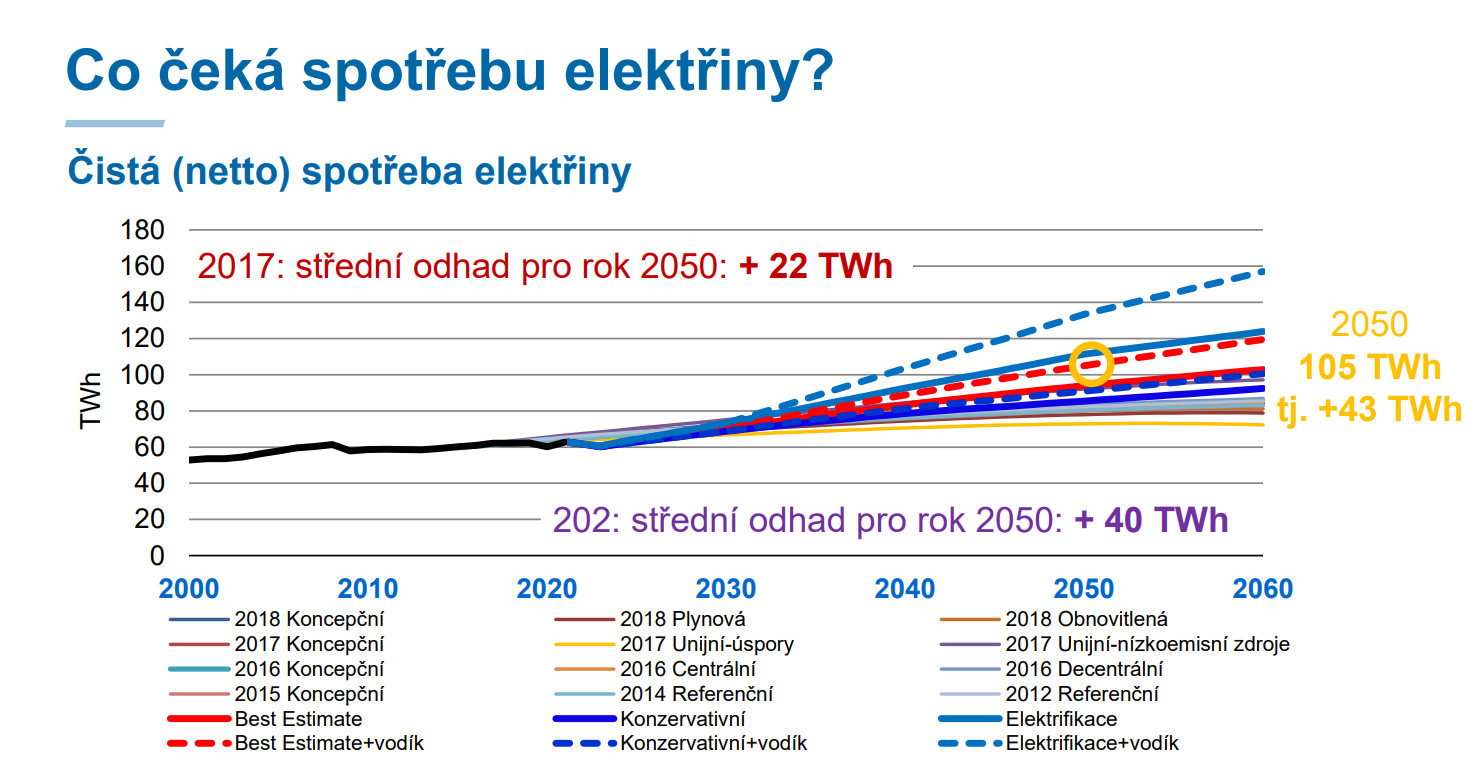 Co čeká spotřebu elektřiny?
Čistá (netto) spotřeba elektřiny
180
160
140
120
100
80
60
40
20
0
TWh
2017: střední odhad pro rok 2050: + 22 TWh
2050
105 TWh
tj. +43 TWh
202: střední odhad pro rok 2050: + 40 TWh
2000 2010 2020 2030 2040 2050 2060
2018 Koncepční 2018 Plynová 2018 Obnovitlená
2017 Koncepční 2017 Unijní-úspory 2017 Unijní-nízkoemisní zdroje
2016 Koncepční 2016 Centrální 2016 Decentrální
2015 Koncepční 2014 Referenční 2012 Referenční
Best Estimate Konzervativní Elektrifikace
Best Estimate+vodík Konzervativní+vodík Elektrifikace+vodík